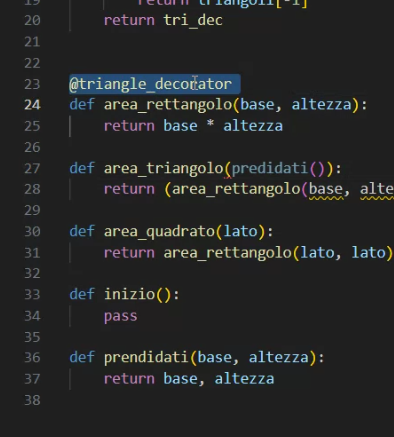 19 return triangoli[-1]
20 return tri_dec
21
22
23 @triangle_decorator
24 def area_rettangolo(base, altezza):
25 return base * altezza
26
27 def area_triangolo(predidati()):
28 return (area_rettangolo(base, alte
29
30 def area_quadrato(lato):
31 return area_rettangolo(lato, lato)
32
33 def inizio():
34 pass
35
36 def prendidati(base, altezza):
37 return base, altezza
38